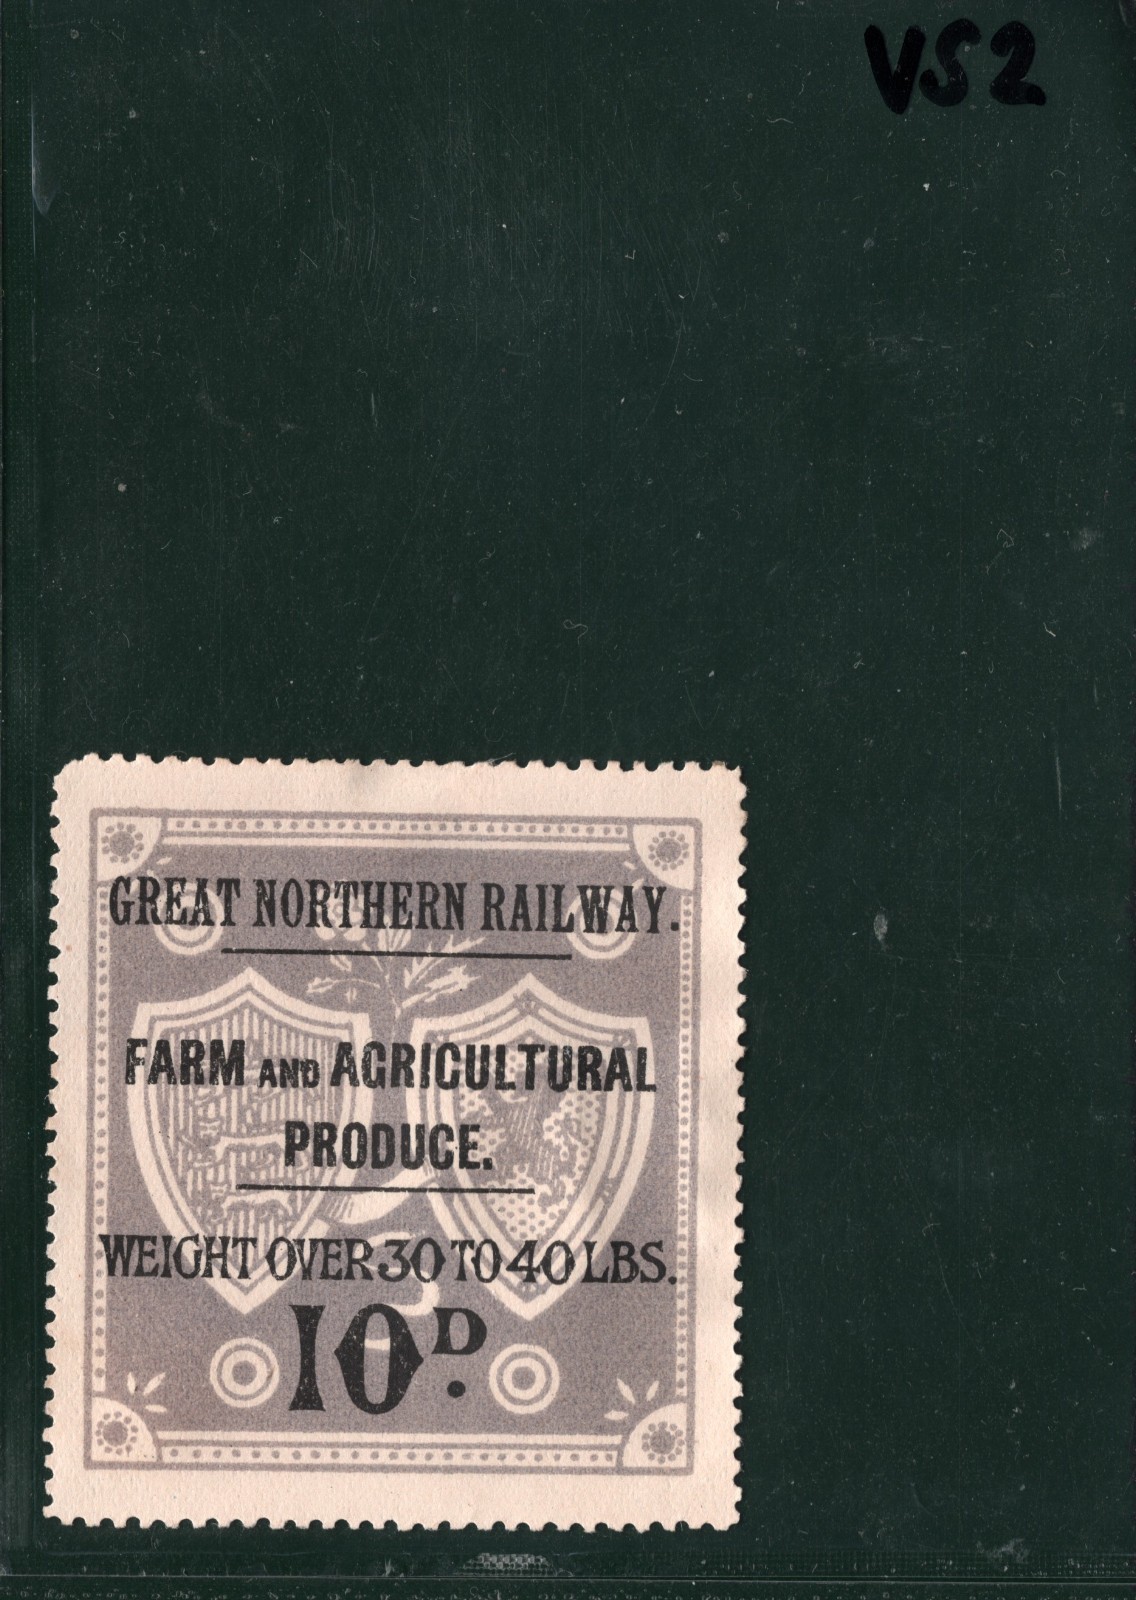 VS2
GREAT NORTHERN RAILWAY.
FARM AND AGRICULTURAL
PRODUCE.
WEIGHT OVER 30 TO 40 LBS.
10D.